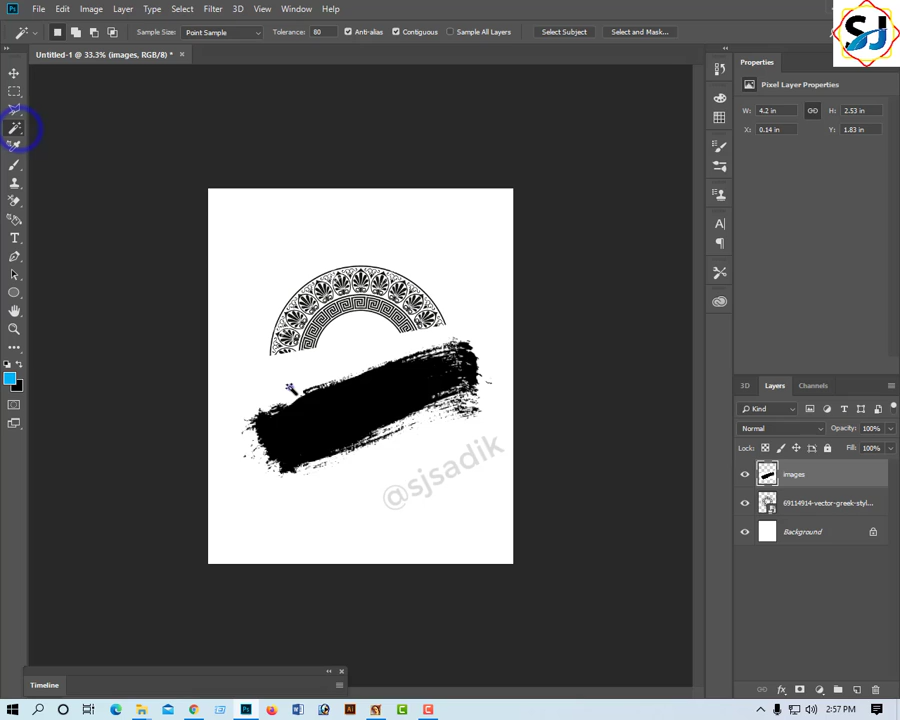 SJ
Ps File Edit Image Layer Type Select Filter 3D View Window Help
Sample Size: Point Sample Tolerance: 80 Anti-alias Contiguous Sample All Layers Select Subject Select and Mask...
Untitled-1 @ 33.3% (images, RGB/8) *
Properties
Pixel Layer Properties
W: 4.2 in H: 2.53 in
X: 0.14 in Y: 1.83 in
@sjsadik
3D Layers Channels
Kind
Normal Opacity: 100%
Lock: Fill: 100%
images
69114914-vector-greek-styl...
Background
Timeline
2:57 PM